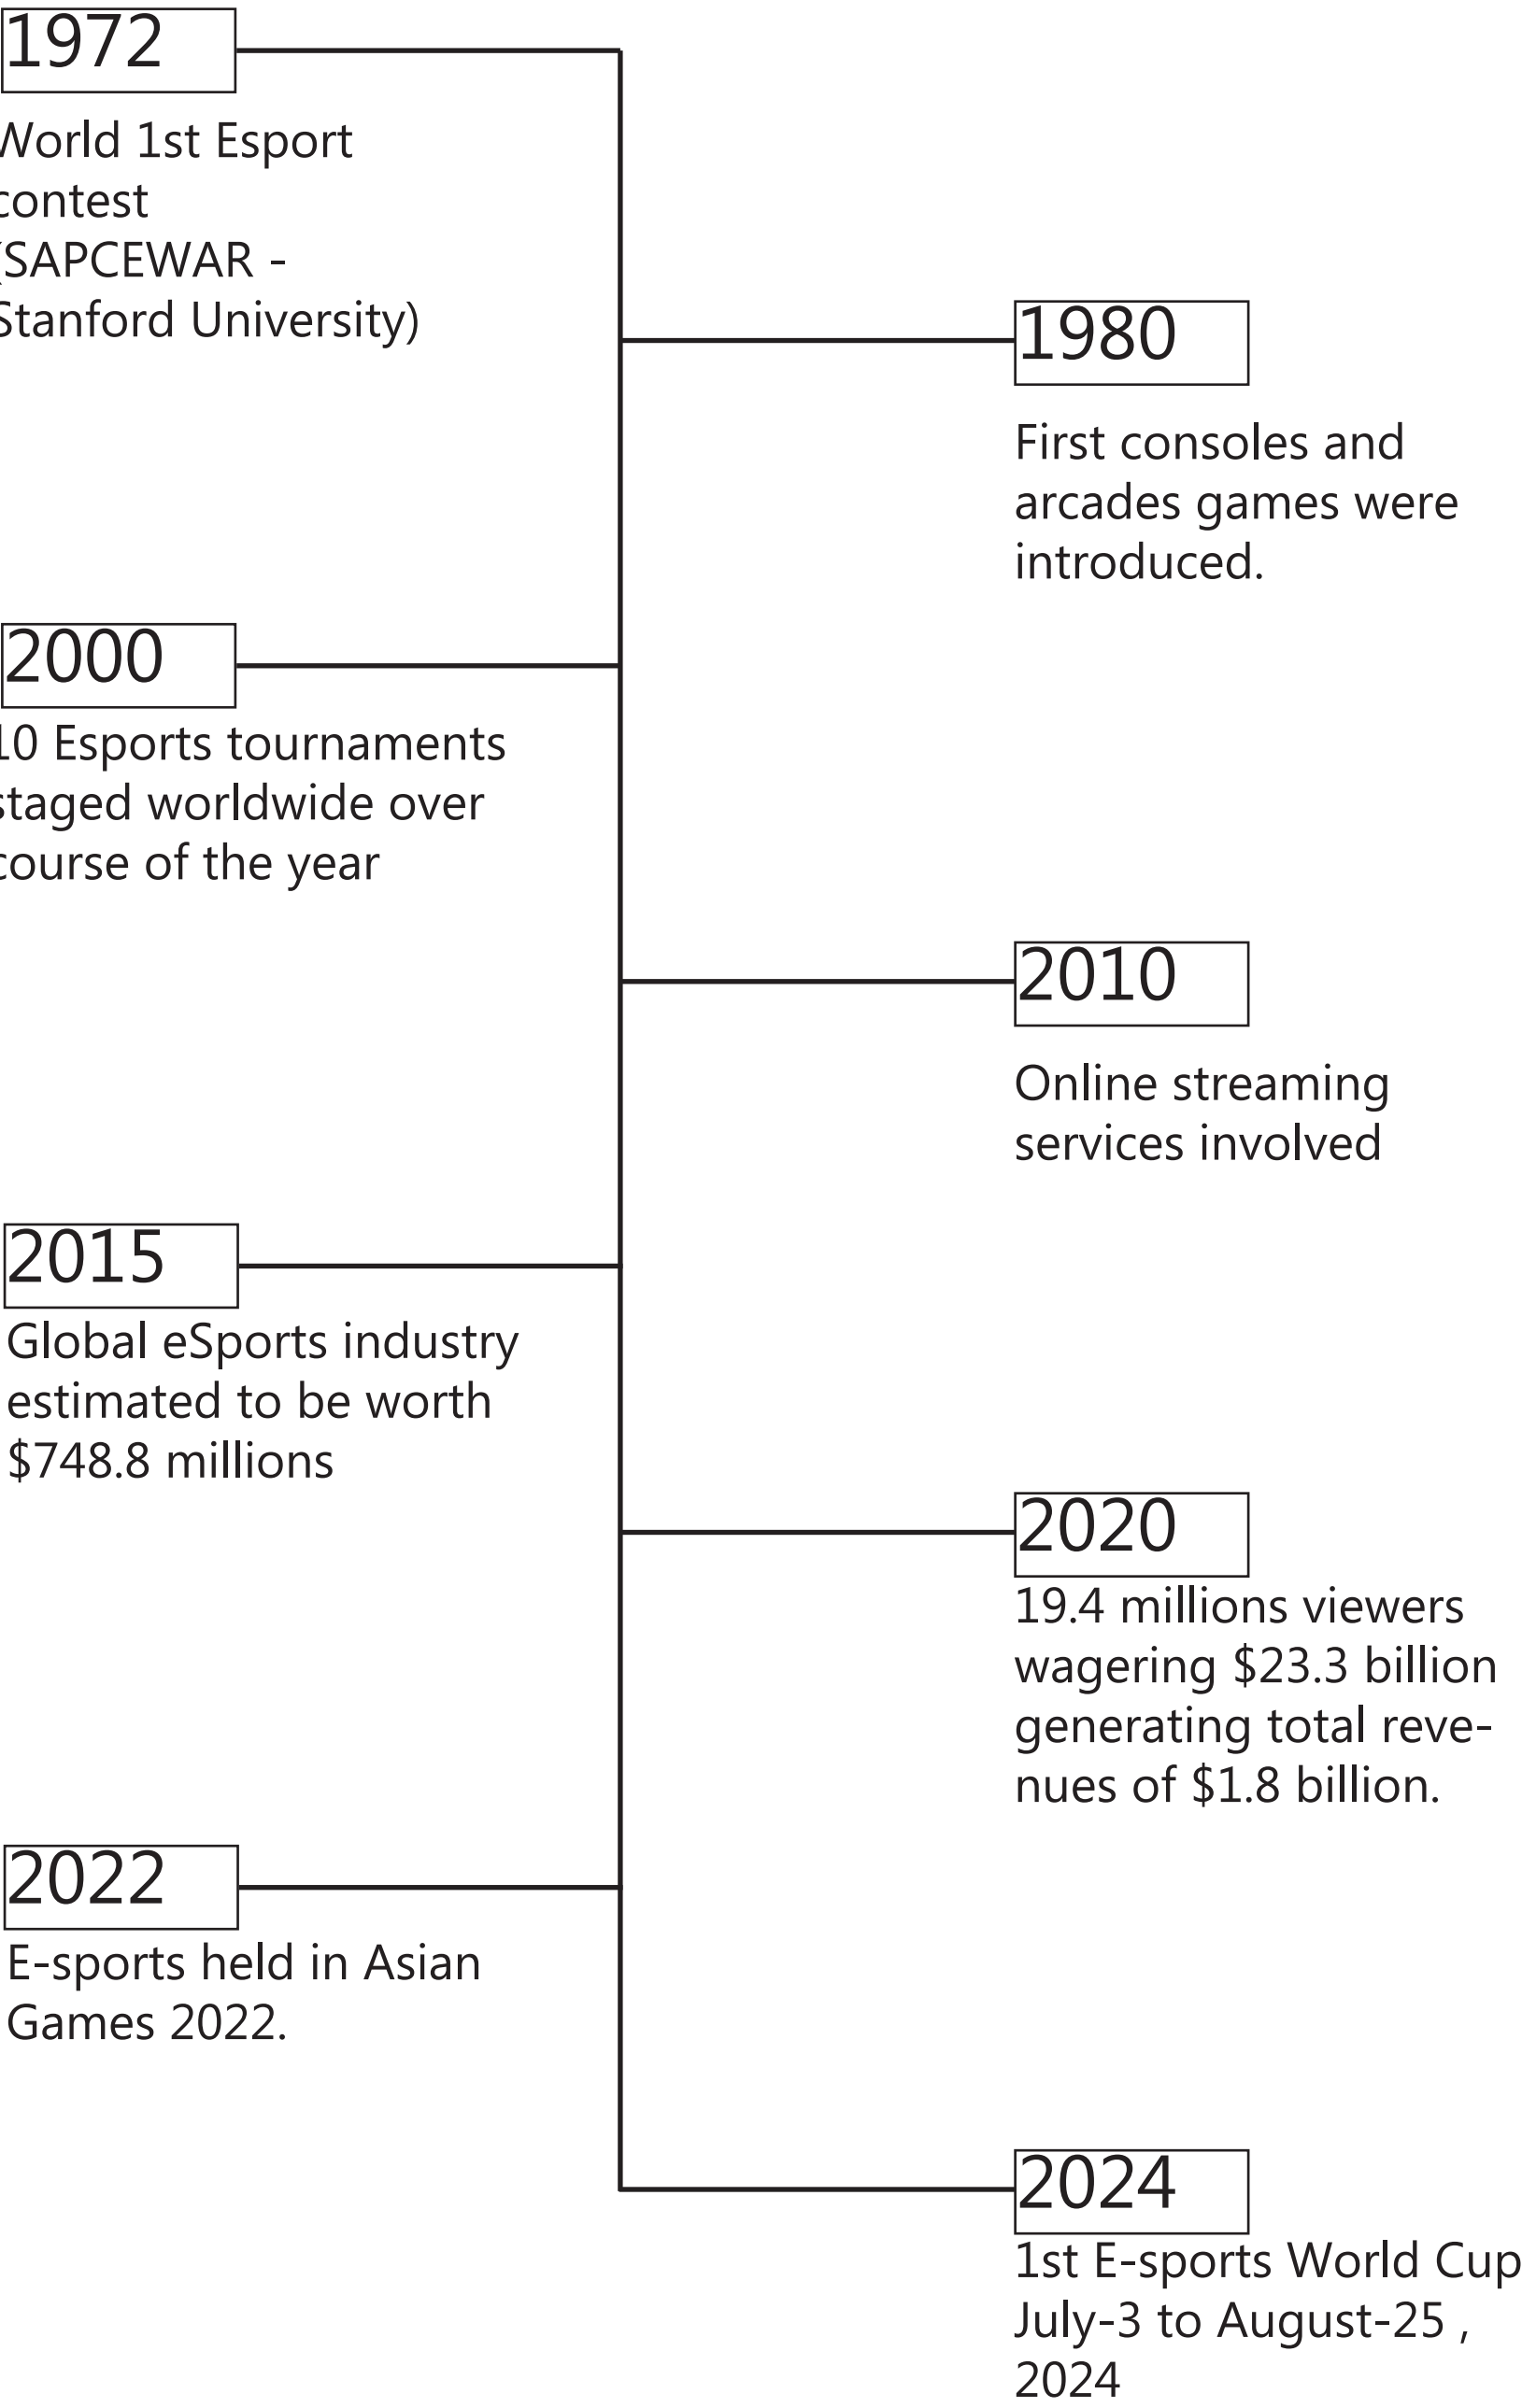 1972
World 1st Esport
contest
(SAPCEWAR -
Stanford University)
1980
First consoles and
arcades games were
introduced.
2000
10 Esports tournaments
staged worldwide over
course of the year
2010
Online streaming
services involved
2015
Global eSports industry
estimated to be worth
$748.8 millions
2020
19.4 millions viewers
wagering $23.3 billion
generating total reve-
nues of $1.8 billion.
2022
E-sports held in Asian
Games 2022.
2024
1st E-sports World Cup
July-3 to August-25 ,
2024